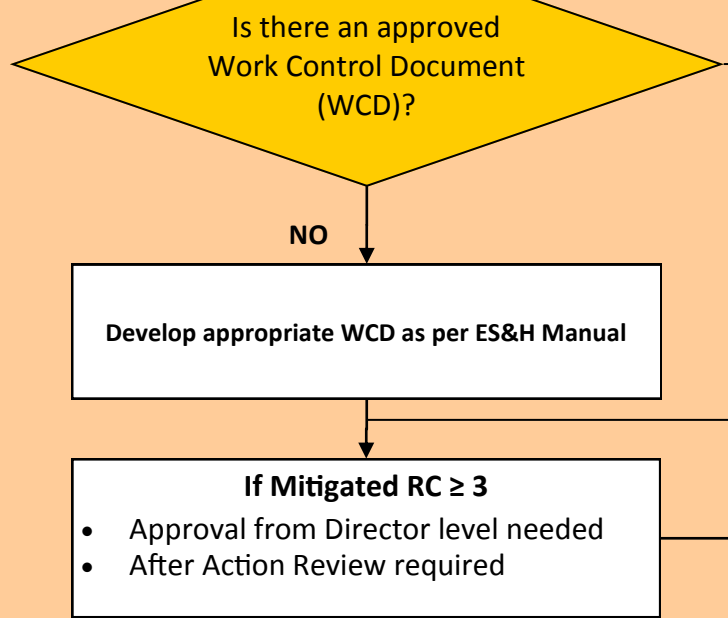 Is there an approved
Work Control Document
(WCD)?
NO
Develop appropriate WCD as per ES&H Manual
If Mitigated RC ≥ 3
• Approval from Director level needed
• After Action Review required